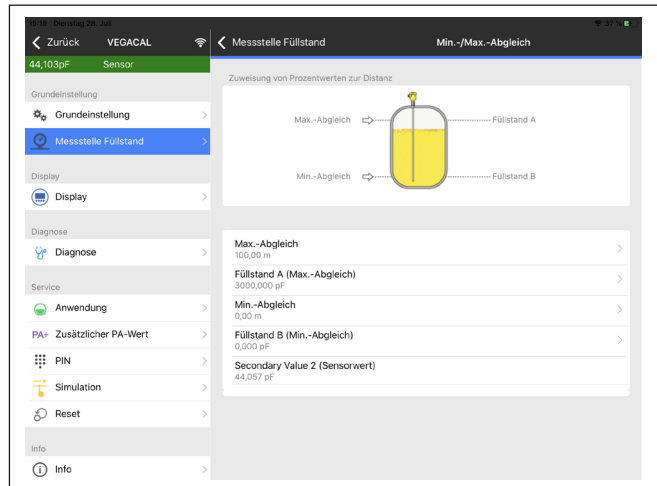 16:16 Dienstag 28. Juli
37 %
Zurück VEGACAL
Messstelle Füllstand
Min.-/Max.-Abgleich
44,103pF Sensor
Grundeinstellung
Grundeinstellung
Messstelle Füllstand
Display
Display
Diagnose
Diagnose
Service
Anwendung
PA+ Zusätzlicher PA-Wert
PIN
Simulation
Reset
Info
Info
Zuweisung von Prozentwerten zur Distanz
Max.-Abgleich
Füllstand A
Min.-Abgleich
Füllstand B
Max.-Abgleich
100,00 m
Füllstand A (Max.-Abgleich)
3000,000 pF
Min.-Abgleich
0,00 m
Füllstand B (Min.-Abgleich)
0,000 pF
Secondary Value 2 (Sensorwert)
44,057 pF